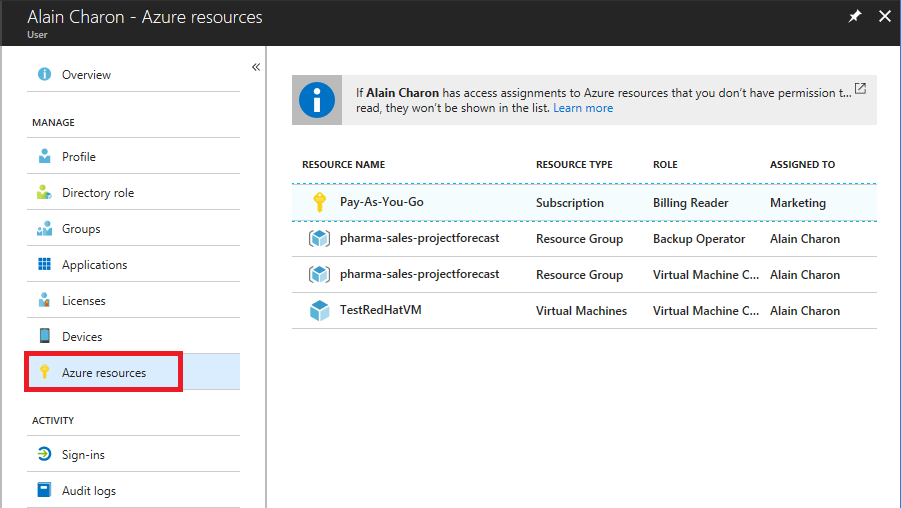 Alain Charon - Azure resources
User
Overview
MANAGE
Profile
Directory role
Groups
Applications
Licenses
Devices
Azure resources
ACTIVITY
Sign-ins
Audit logs
If Alain Charon has access assignments to Azure resources that you don't have permission t...
read, they won't be shown in the list. Learn more
RESOURCE NAME RESOURCE TYPE ROLE ASSIGNED TO
Pay-As-You-Go Subscription Billing Reader Marketing
pharma-sales-projectforecast Resource Group Backup Operator Alain Charon
pharma-sales-projectforecast Resource Group Virtual Machine C... Alain Charon
TestRedHatVM Virtual Machines Virtual Machine C... Alain Charon